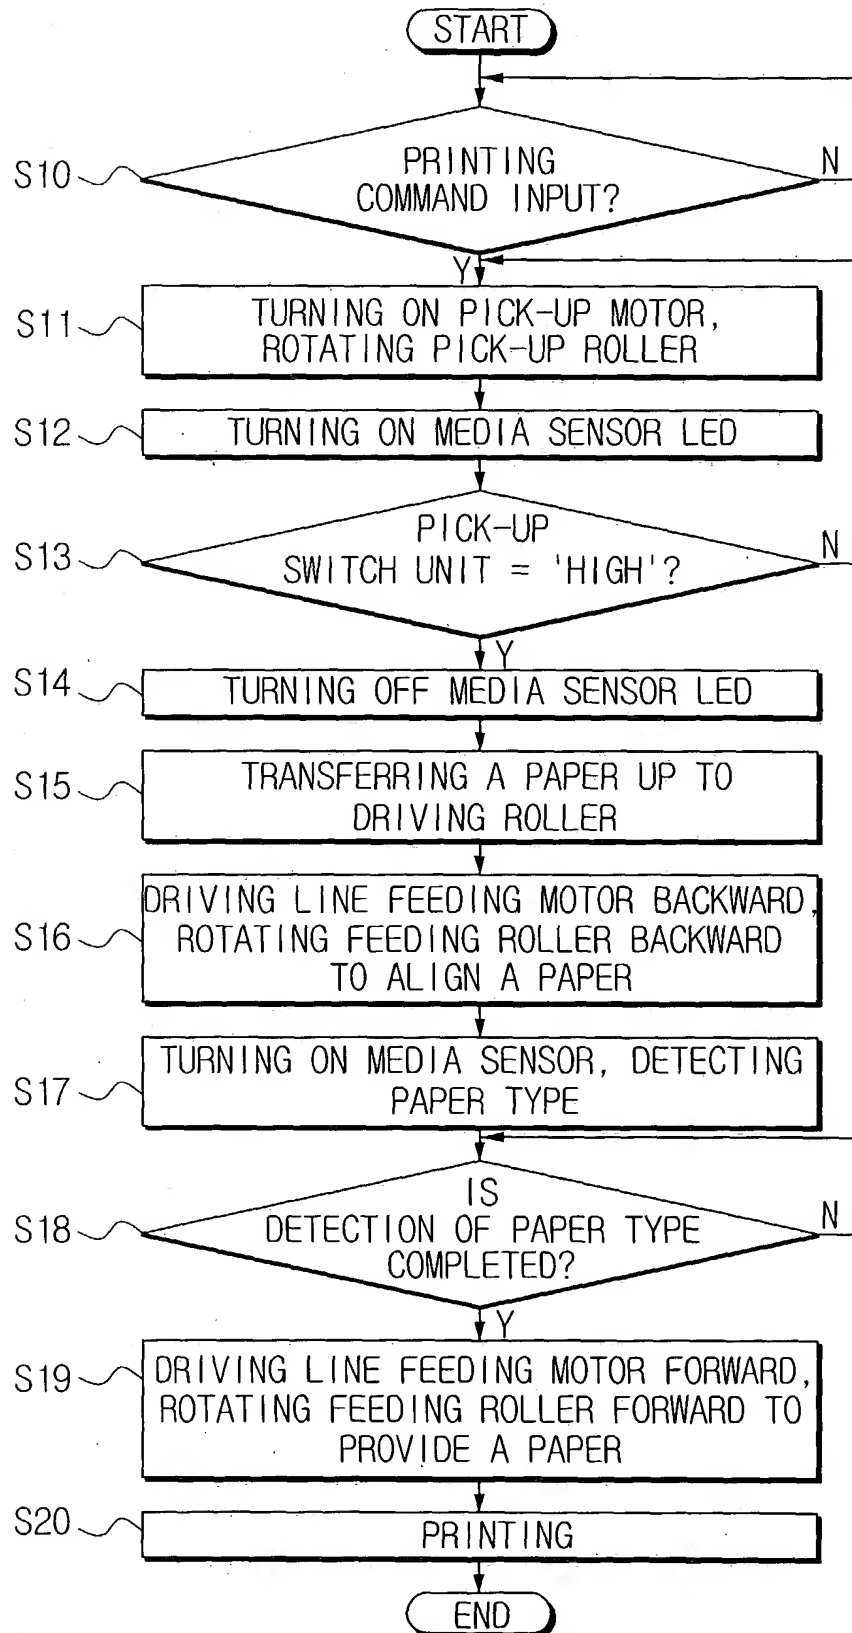 START
S10
PRINTING
COMMAND INPUT?
N
Y
S11
TURNING ON PICK-UP MOTOR,
ROTATING PICK-UP ROLLER
S12
TURNING ON MEDIA SENSOR LED
S13
PICK-UP
SWITCH UNIT = 'HIGH'?
N
Y
S14
TURNING OFF MEDIA SENSOR LED
S15
TRANSFERRING A PAPER UP TO
DRIVING ROLLER
S16
DRIVING LINE FEEDING MOTOR BACKWARD,
ROTATING FEEDING ROLLER BACKWARD
TO ALIGN A PAPER
S17
TURNING ON MEDIA SENSOR, DETECTING
PAPER TYPE
S18
IS
DETECTION OF PAPER TYPE
COMPLETED?
N
Y
S19
DRIVING LINE FEEDING MOTOR FORWARD,
ROTATING FEEDING ROLLER FORWARD TO
PROVIDE A PAPER
S20
PRINTING
END